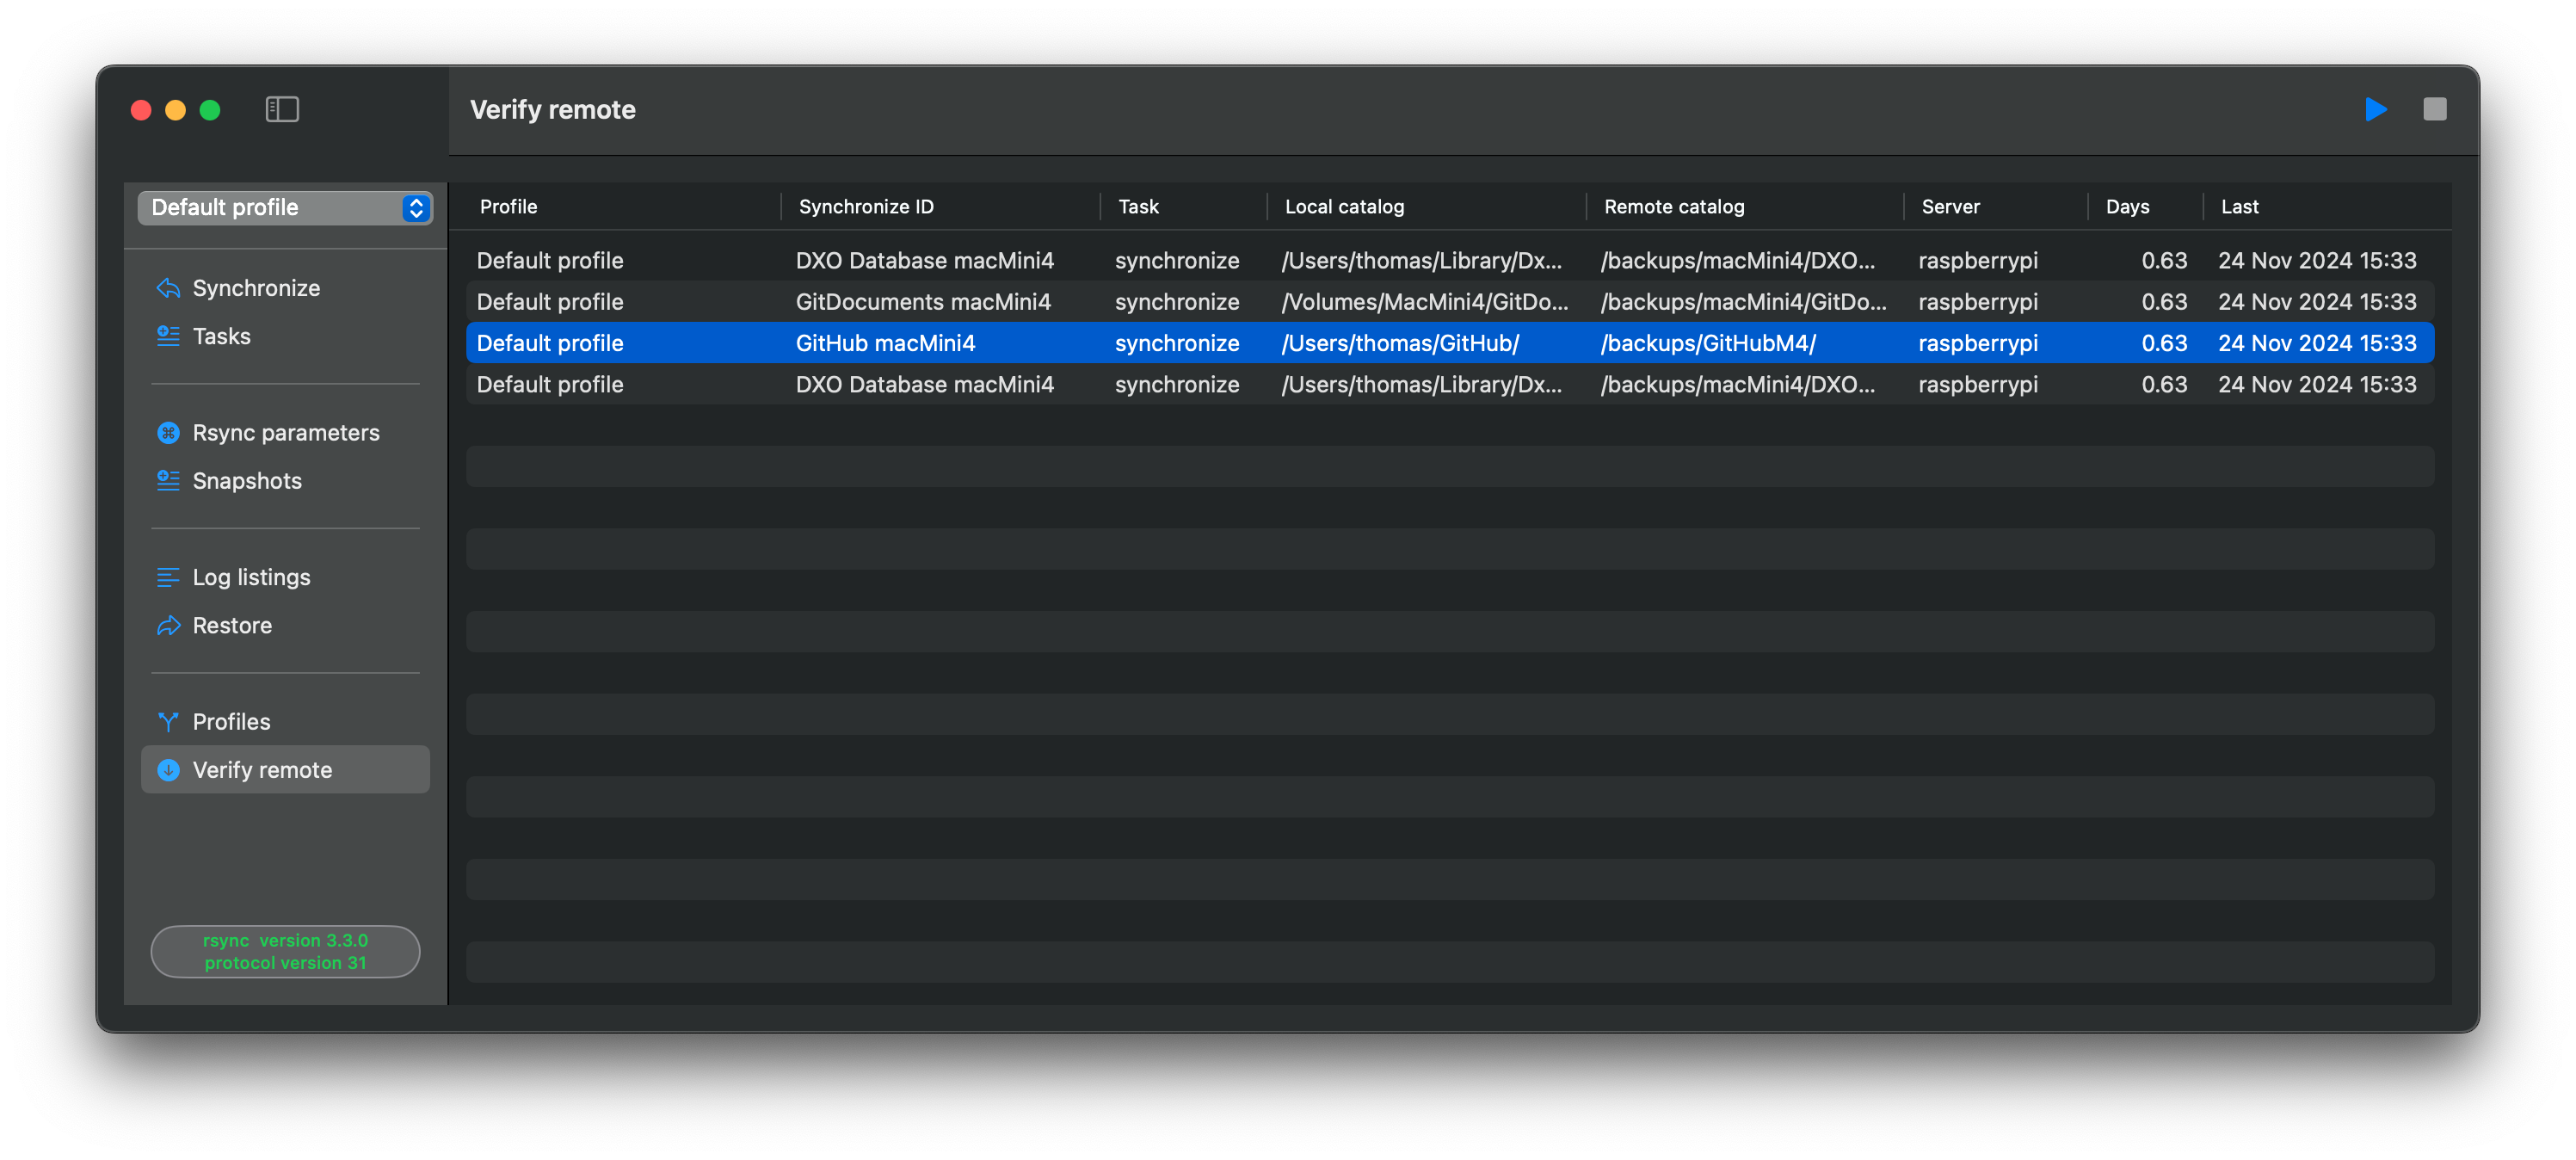 Verify remote
Default profile
Synchronize
Tasks
Rsync parameters
Snapshots
Log listings
Restore
Profiles
Verify remote
rsync  version 3.3.0
protocol version 31
Profile Synchronize ID Task Local catalog Remote catalog Server Days Last
Default profile DXO Database macMini4 synchronize /Users/thomas/Library/Dx... /backups/macMini4/DXO... raspberrypi 0.63 24 Nov 2024 15:33
Default profile GitDocuments macMini4 synchronize /Volumes/MacMini4/GitDo... /backups/macMini4/GitDo... raspberrypi 0.63 24 Nov 2024 15:33
Default profile GitHub macMini4 synchronize /Users/thomas/GitHub/ /backups/GitHubM4/ raspberrypi 0.63 24 Nov 2024 15:33
Default profile DXO Database macMini4 synchronize /Users/thomas/Library/Dx... /backups/macMini4/DXO... raspberrypi 0.63 24 Nov 2024 15:33